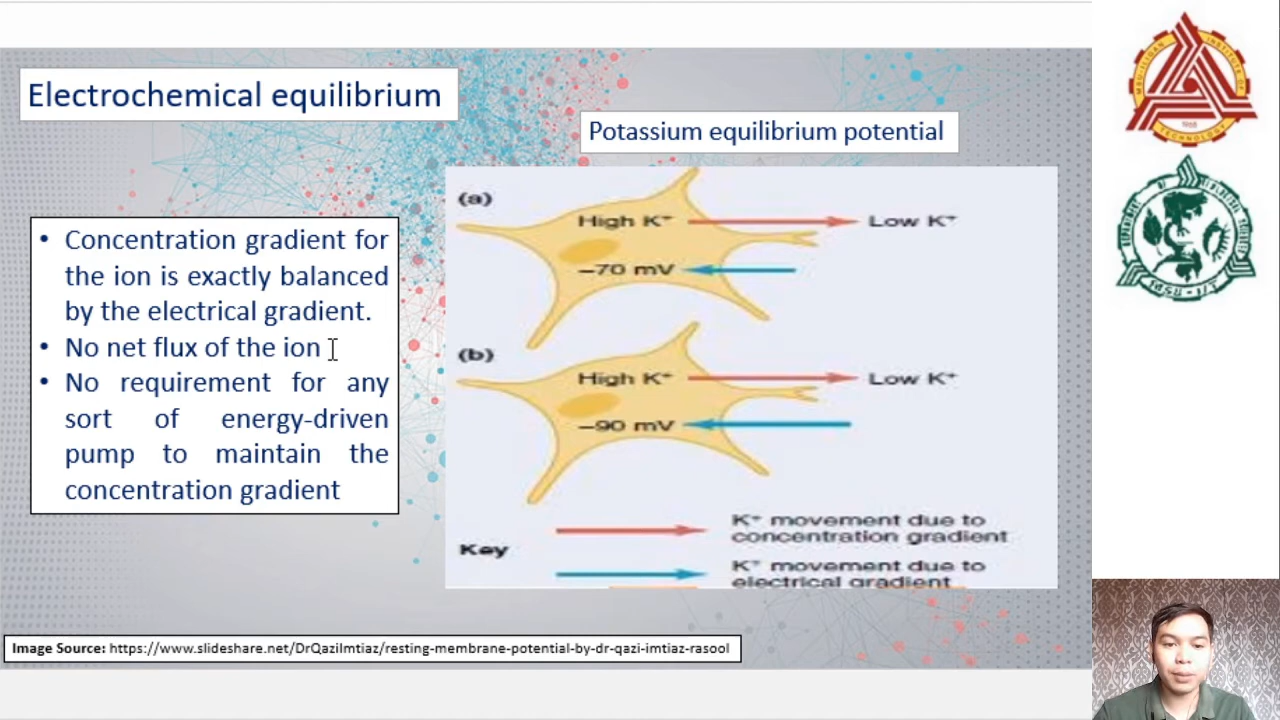 Electrochemical equilibrium
Potassium equilibrium potential
• Concentration gradient for
the ion is exactly balanced
by the electrical gradient.
• No net flux of the ion
• No requirement for any
sort of energy-driven
pump to maintain the
concentration gradient
(a)
High K⁺ Low K⁺
–70 mV
(b)
High K⁺ Low K⁺
–90 mV
Key
K⁺ movement due to
concentration gradient
K⁺ movement due to
electrical gradient
Image Source: https://www.slideshare.net/DrQaziImtiaz/resting-membrane-potential-by-dr-qazi-imtiaz-rasool
1968
TECHNOLOGY